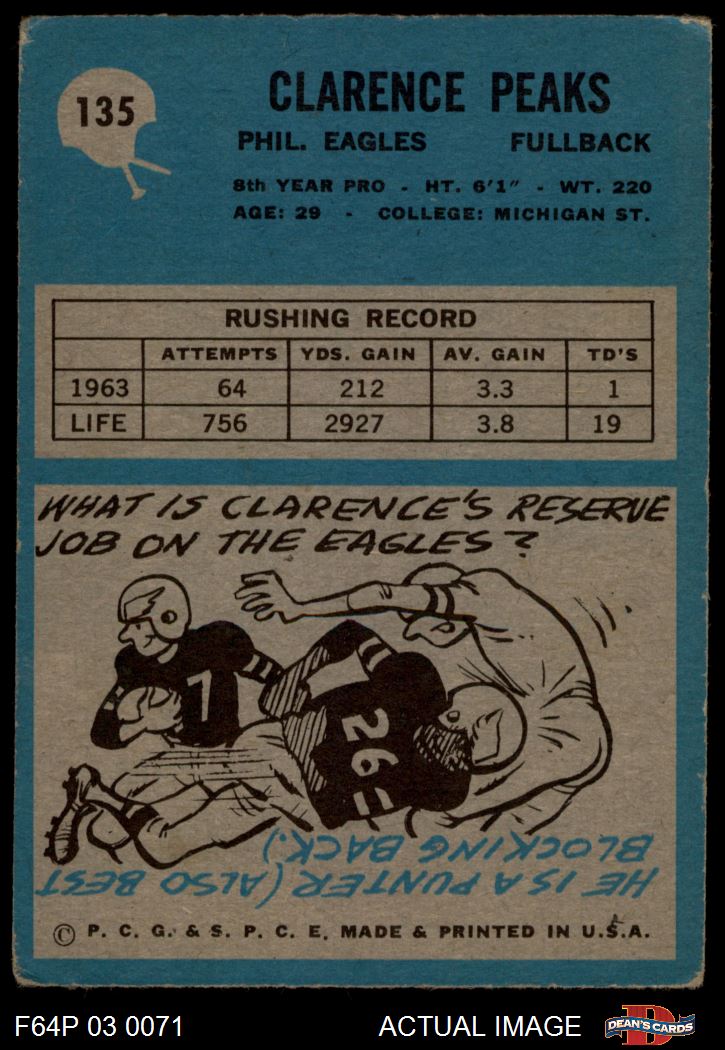 135
CLARENCE PEAKS
PHIL. EAGLES FULLBACK
8th YEAR PRO - HT. 6'1" - WT. 220
AGE: 29 - COLLEGE: MICHIGAN ST.
RUSHING RECORD
ATTEMPTS YDS. GAIN AV. GAIN TD'S
1963 64 212 3.3 1
LIFE 756 2927 3.8 19
WHAT IS CLARENCE'S RESERVE
JOB ON THE EAGLES?
7
26
HE IS A PUNTER (ALSO BEST
BLOCKING BACK.)
© P. C. G. & S. P. C. E. MADE & PRINTED IN U.S.A.
F64P 03 0071 ACTUAL IMAGE
D
DEAN'S CARDS